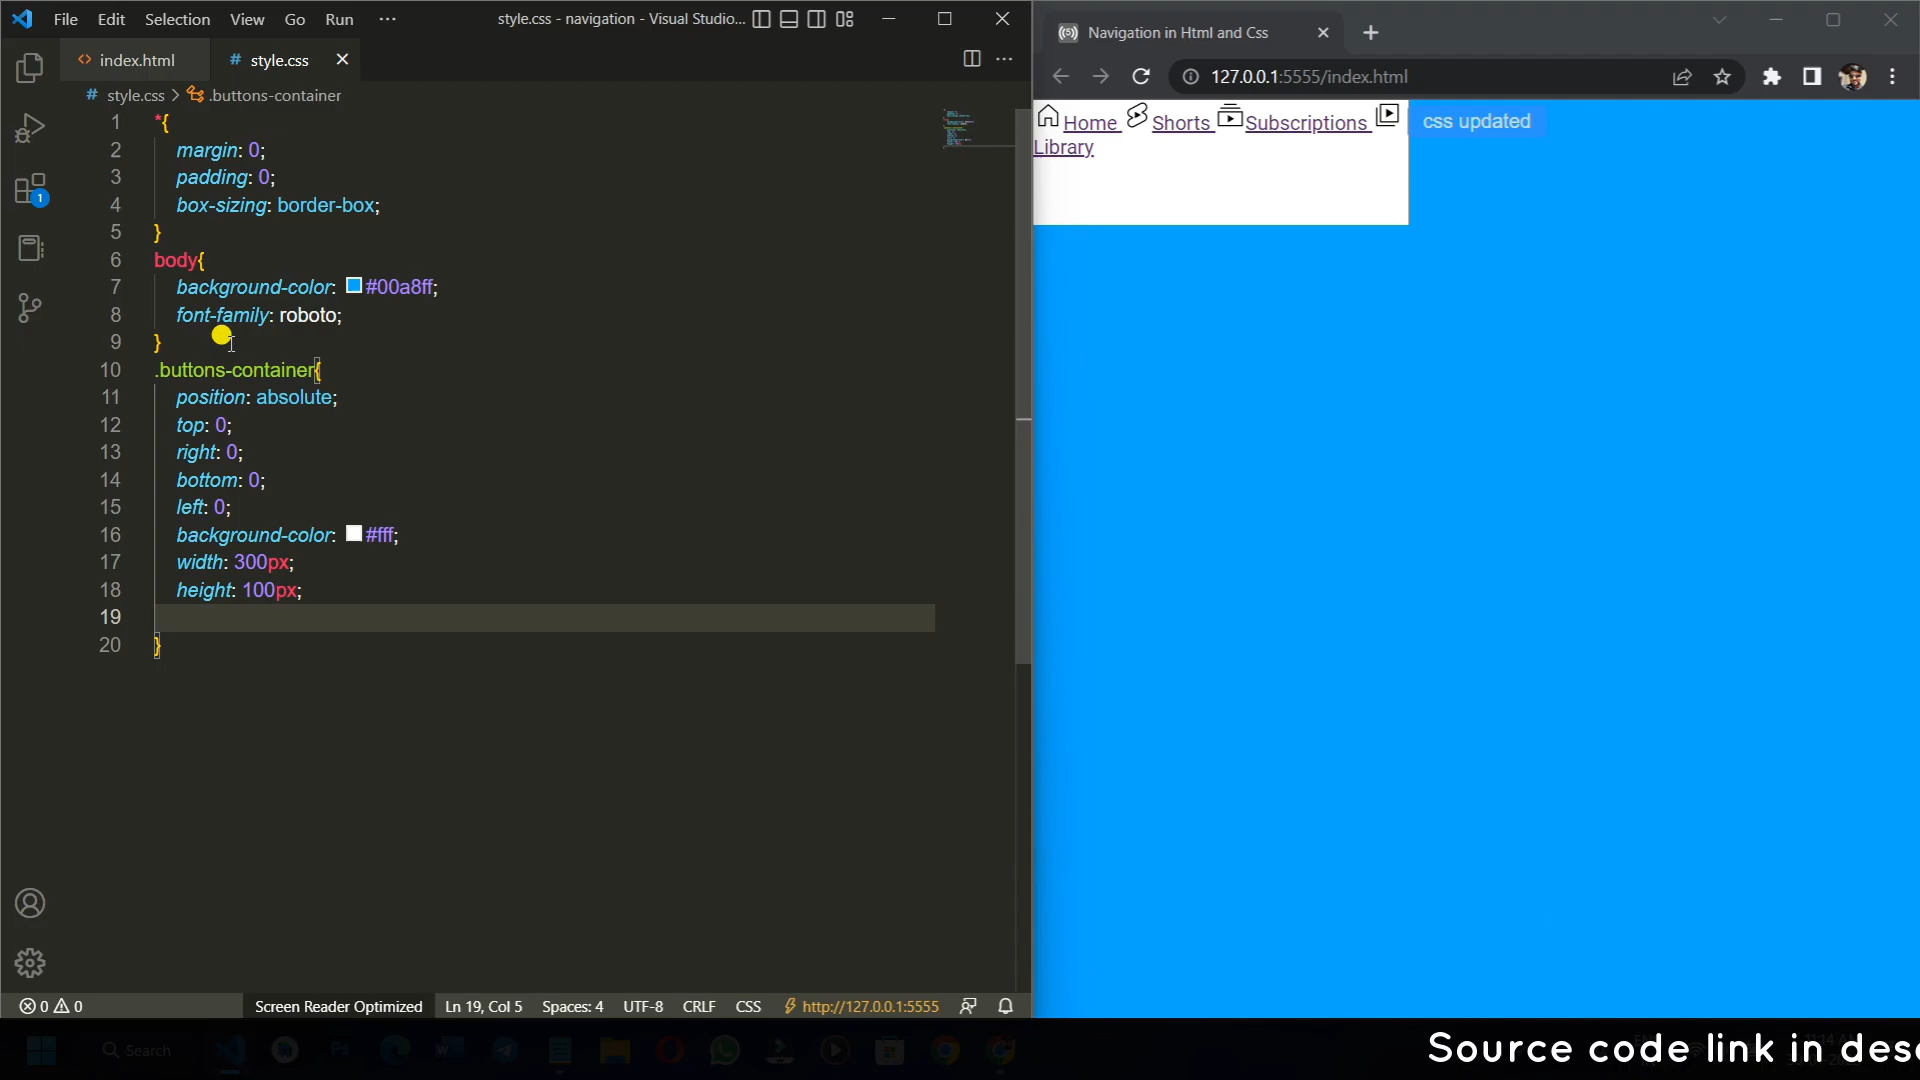 File Edit Selection View Go Run ··· style.css - navigation - Visual Studio...
index.html style.css
style.css > .buttons-container
1 *{
2 margin: 0;
3 padding: 0;
4 box-sizing: border-box;
5 }
6 body{
7 background-color: #00a8ff;
8 font-family: roboto;
9 }
10 .buttons-container{
11 position: absolute;
12 top: 0;
13 right: 0;
14 bottom: 0;
15 left: 0;
16 background-color: #fff;
17 width: 300px;
18 height: 100px;
19
20 }
1
0 0 Screen Reader Optimized Ln 19, Col 5 Spaces: 4 UTF-8 CRLF CSS http://127.0.0.1:5555
Navigation in Html and Css
127.0.0.1:5555/index.html
Home Shorts Subscriptions
Library
css updated
Search
Source code link in desc